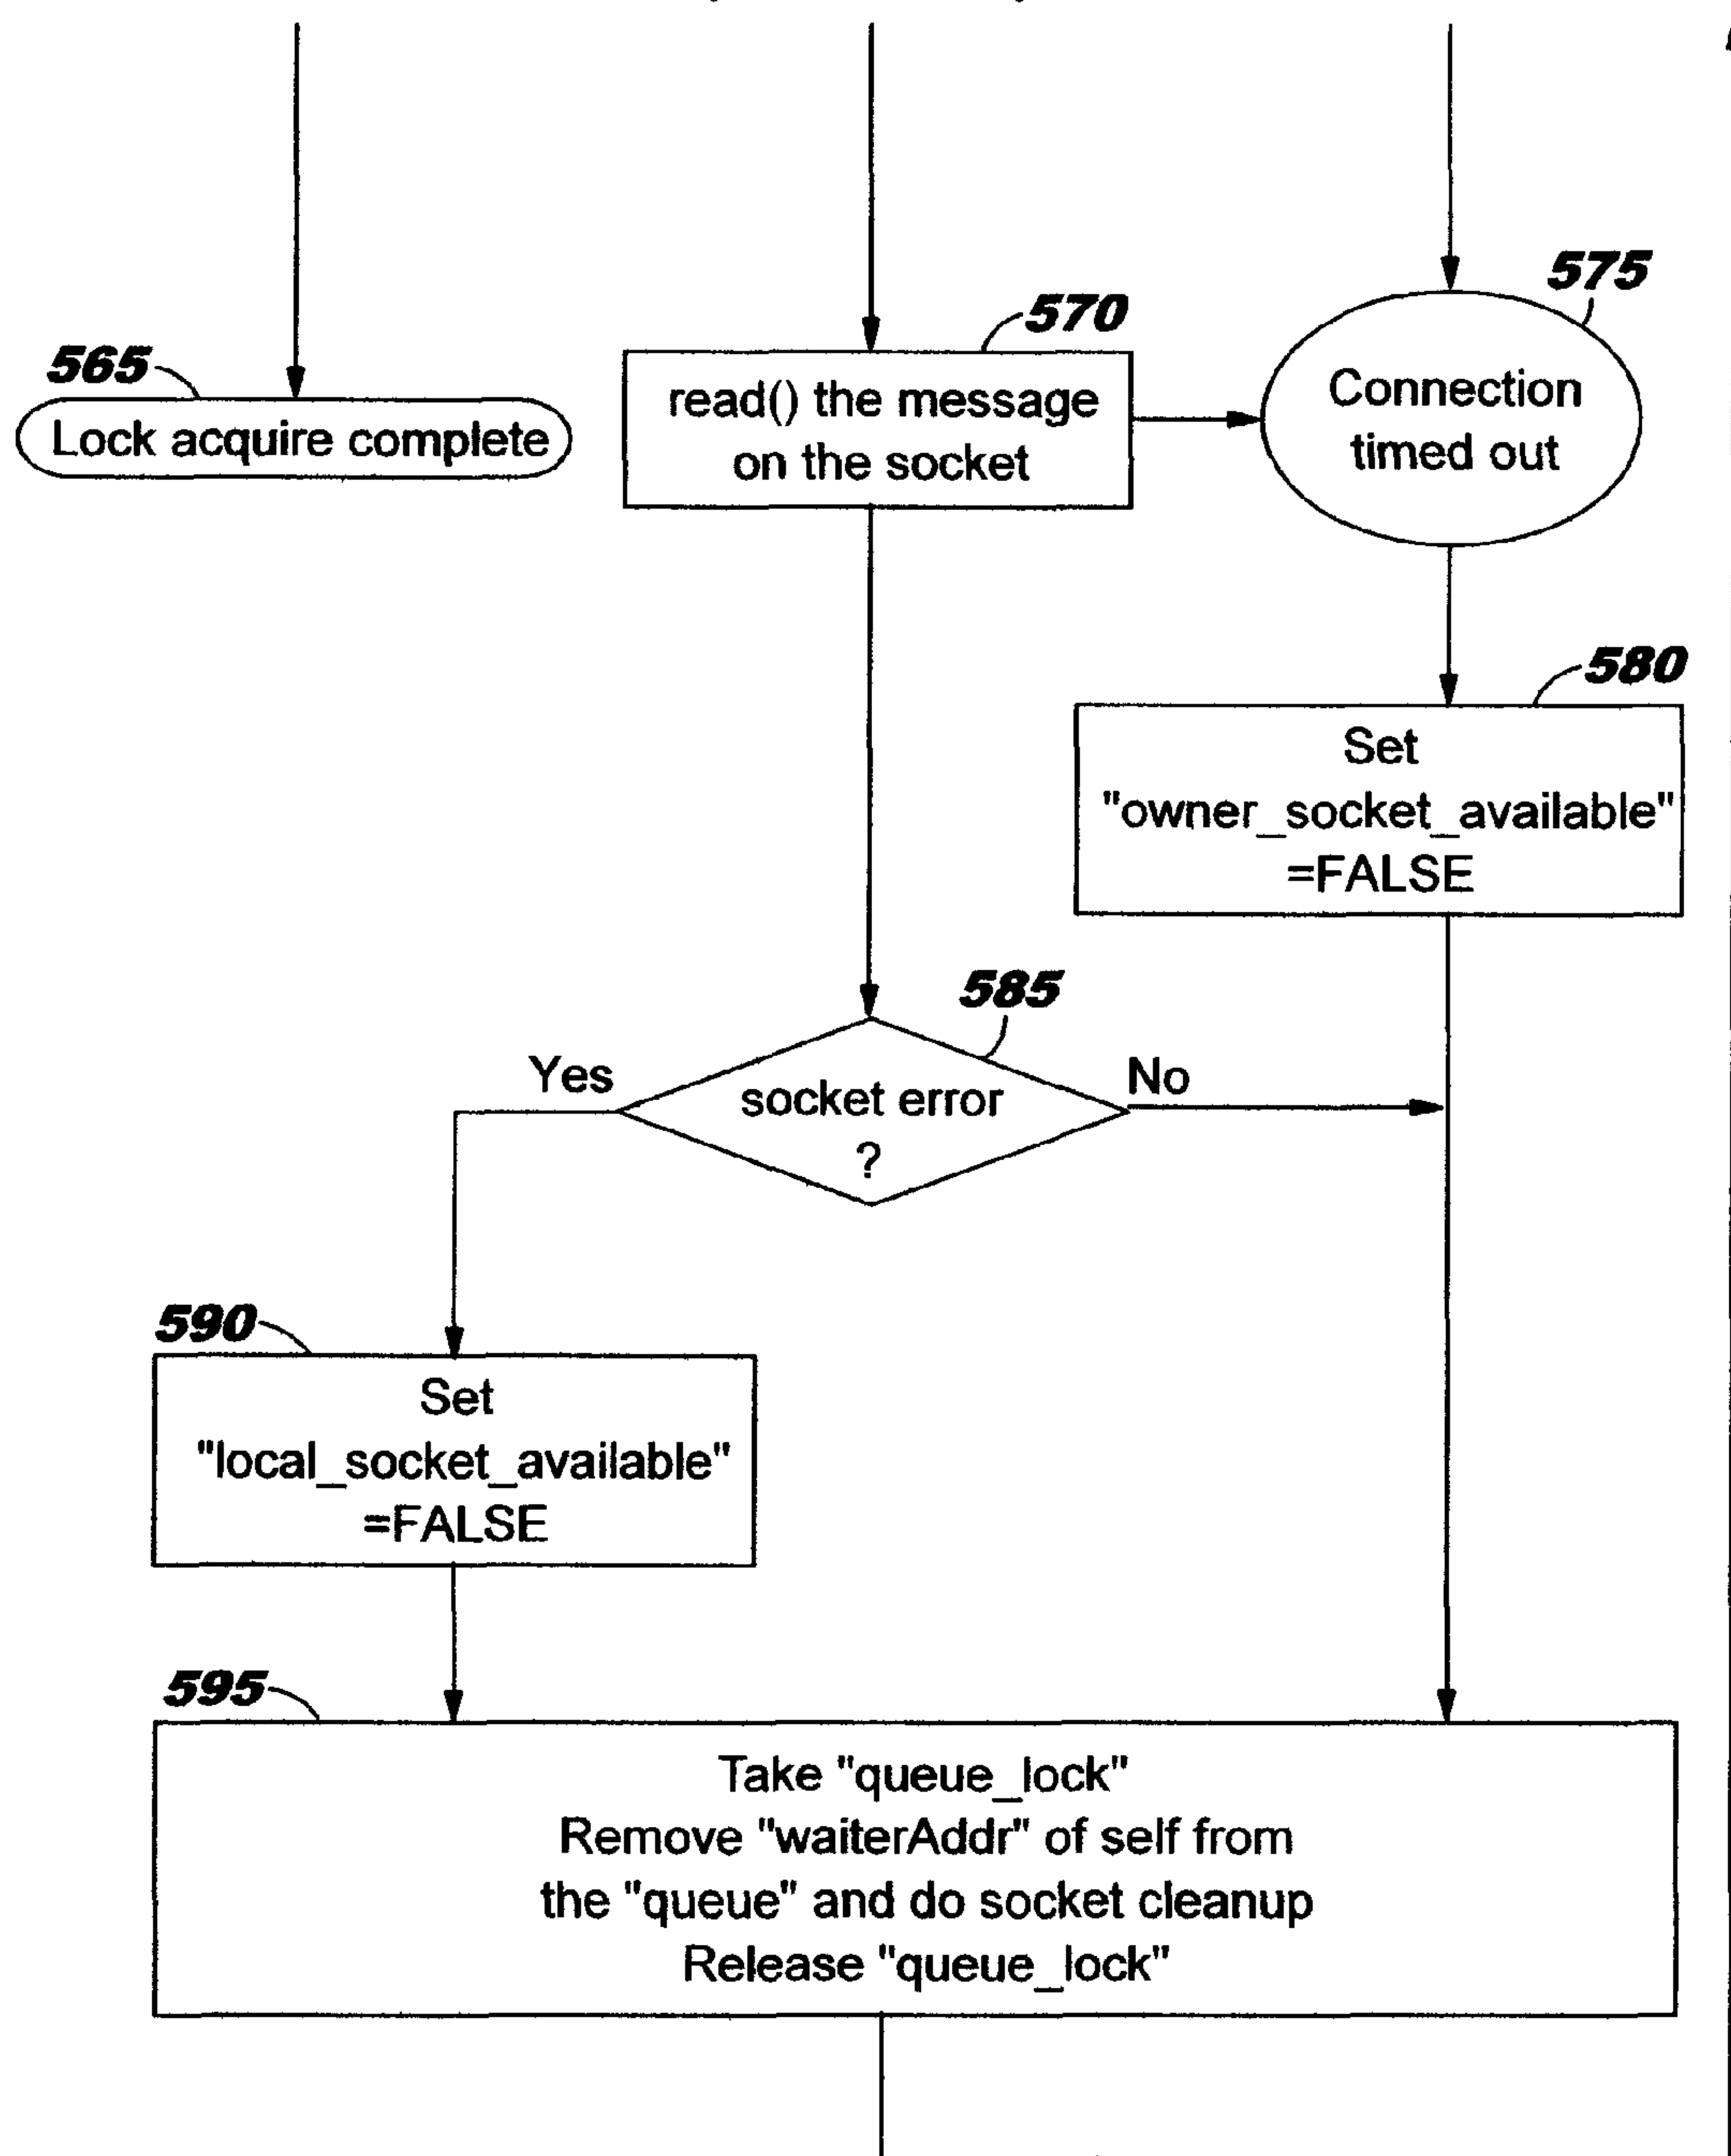 575
570
565
Lock acquire complete
read() the message
on the socket
Connection
timed out
580
Set
"owner_socket_available"
=FALSE
585
Yes
socket error
?
No
590
Set
"local_socket_available"
=FALSE
595
Take "queue_lock"
Remove "waiterAddr" of self from
the "queue" and do socket cleanup
Release "queue_lock"